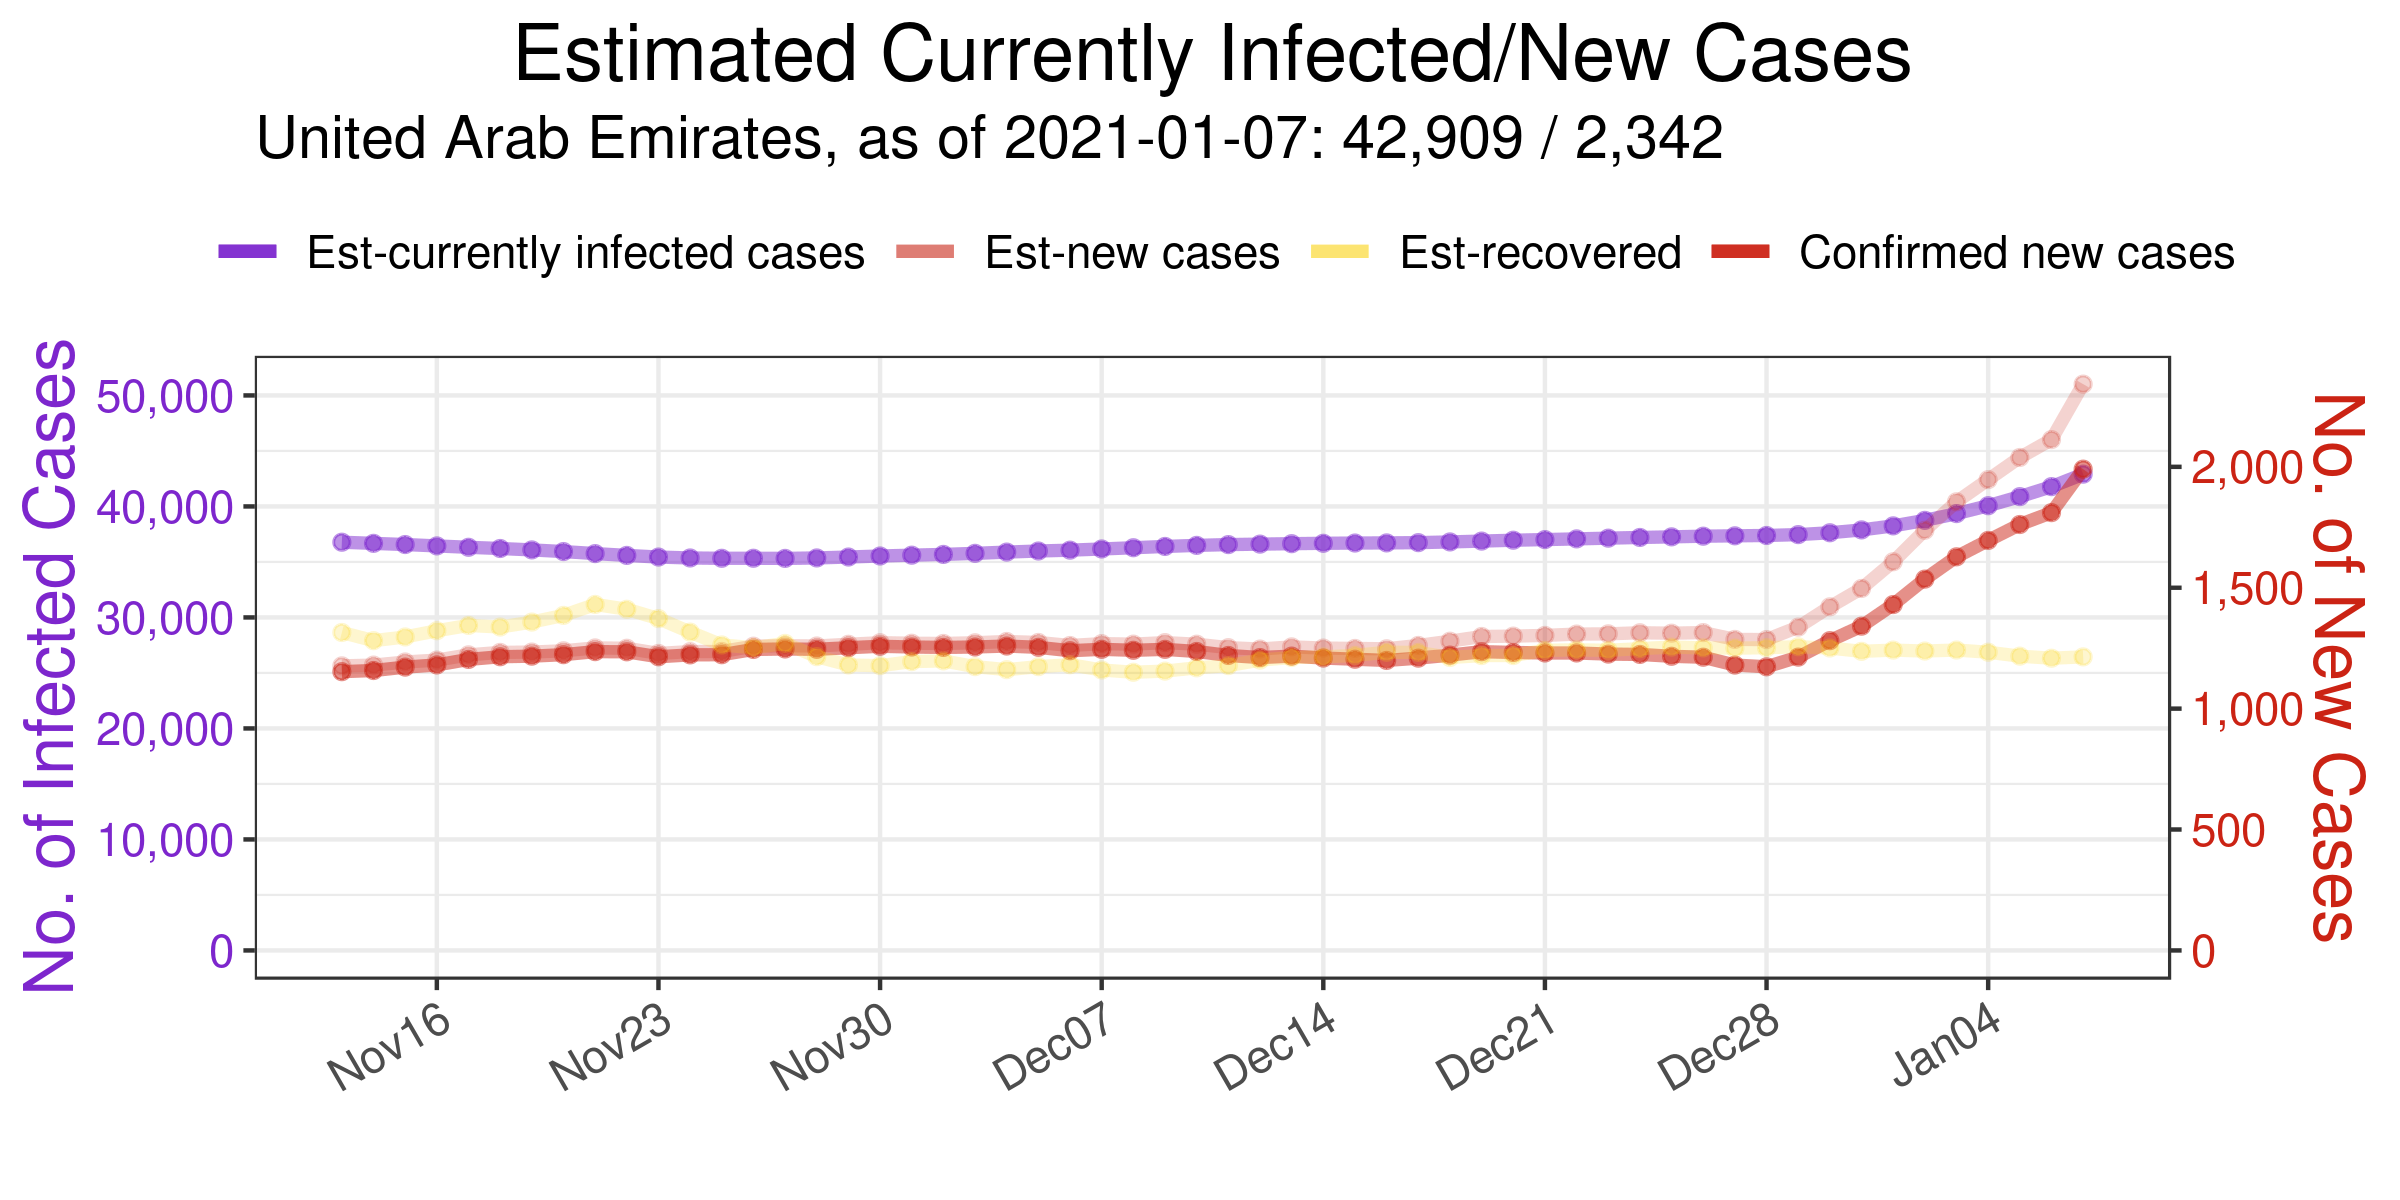 Estimated Currently Infected/New Cases
United Arab Emirates, as of 2021-01-07: 42,909 / 2,342
Est-currently infected cases Est-new cases Est-recovered Confirmed new cases
No. of Infected Cases
50,000
40,000
30,000
20,000
10,000
0
2,000
1,500
1,000
500
0
No. of New Cases
Nov16 Nov23 Nov30 Dec07 Dec14 Dec21 Dec28 Jan04